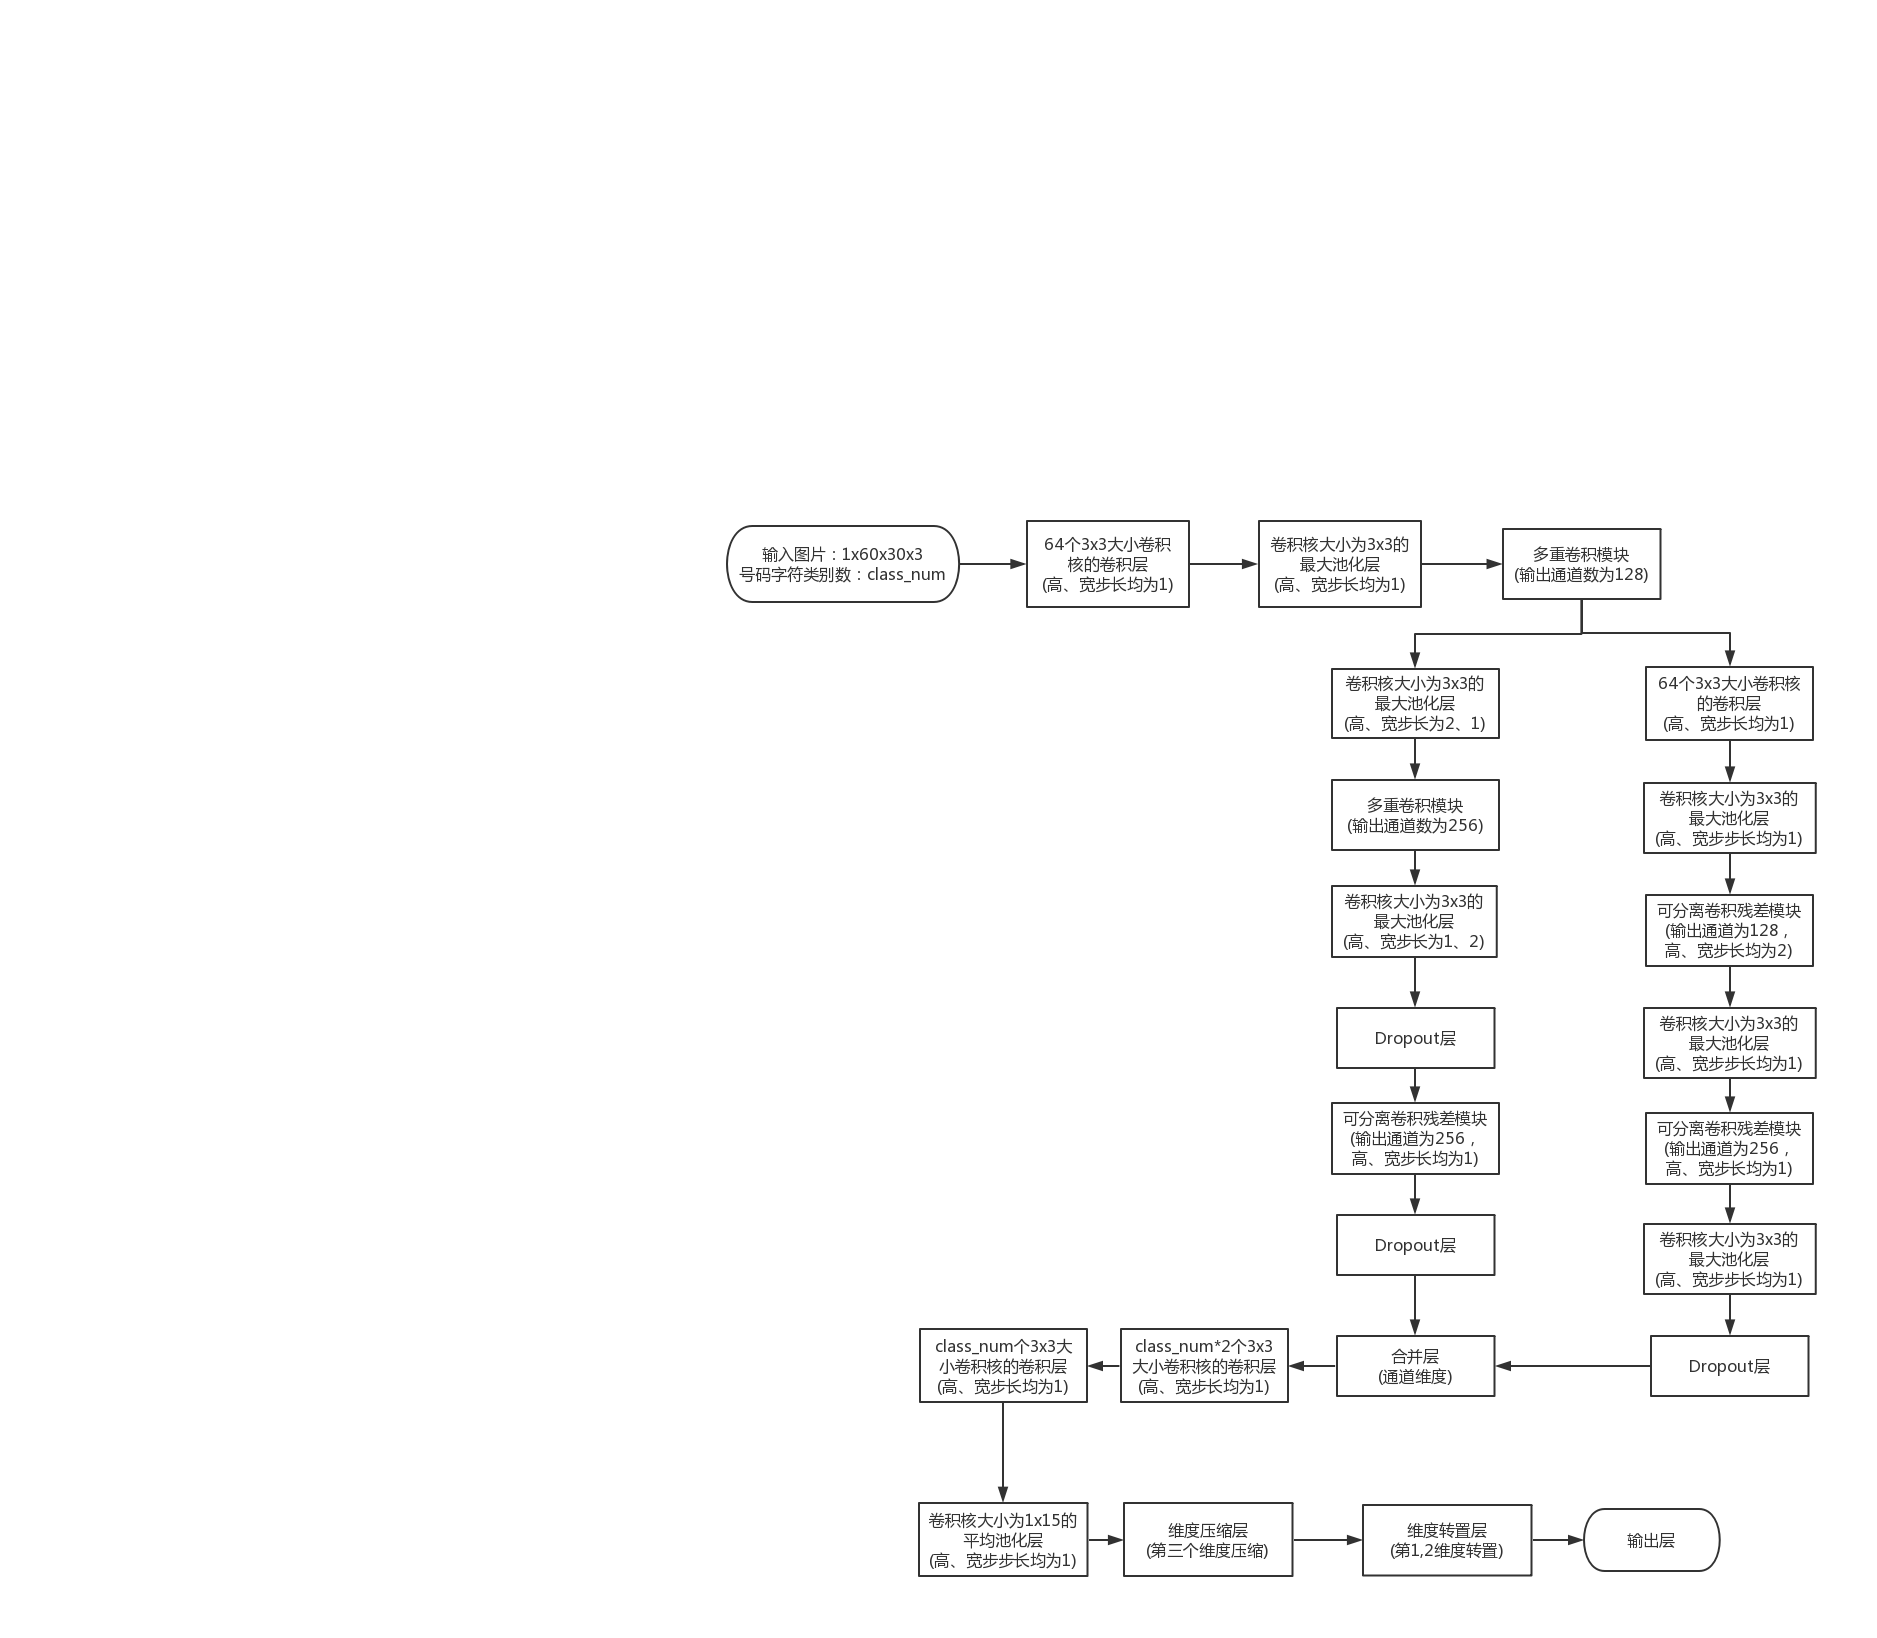 输入图片：1x60x30x3
号码字符类别数：class_num
64个3x3大小卷积
核的卷积层
(高、宽步长均为1)
卷积核大小为3x3的
最大池化层
(高、宽步长均为1)
多重卷积模块
(输出通道数为128)
卷积核大小为3x3的
最大池化层
(高、宽步长为2、1)
多重卷积模块
(输出通道数为256)
卷积核大小为3x3的
最大池化层
(高、宽步长为1、2)
Dropout层
可分离卷积残差模块
(输出通道为256，
高、宽步长均为1)
Dropout层
64个3x3大小卷积核
的卷积层
(高、宽步长均为1)
卷积核大小为3x3的
最大池化层
(高、宽步步长均为1)
可分离卷积残差模块
(输出通道为128，
高、宽步长均为2)
卷积核大小为3x3的
最大池化层
(高、宽步步长均为1)
可分离卷积残差模块
(输出通道为256，
高、宽步长均为1)
卷积核大小为3x3的
最大池化层
(高、宽步步长均为1)
Dropout层
合并层
(通道维度)
class_num*2个3x3
大小卷积核的卷积层
(高、宽步长均为1)
class_num个3x3大
小卷积核的卷积层
(高、宽步长均为1)
卷积核大小为1x15的
平均池化层
(高、宽步步长均为1)
维度压缩层
(第三个维度压缩)
维度转置层
(第1,2维度转置)
输出层